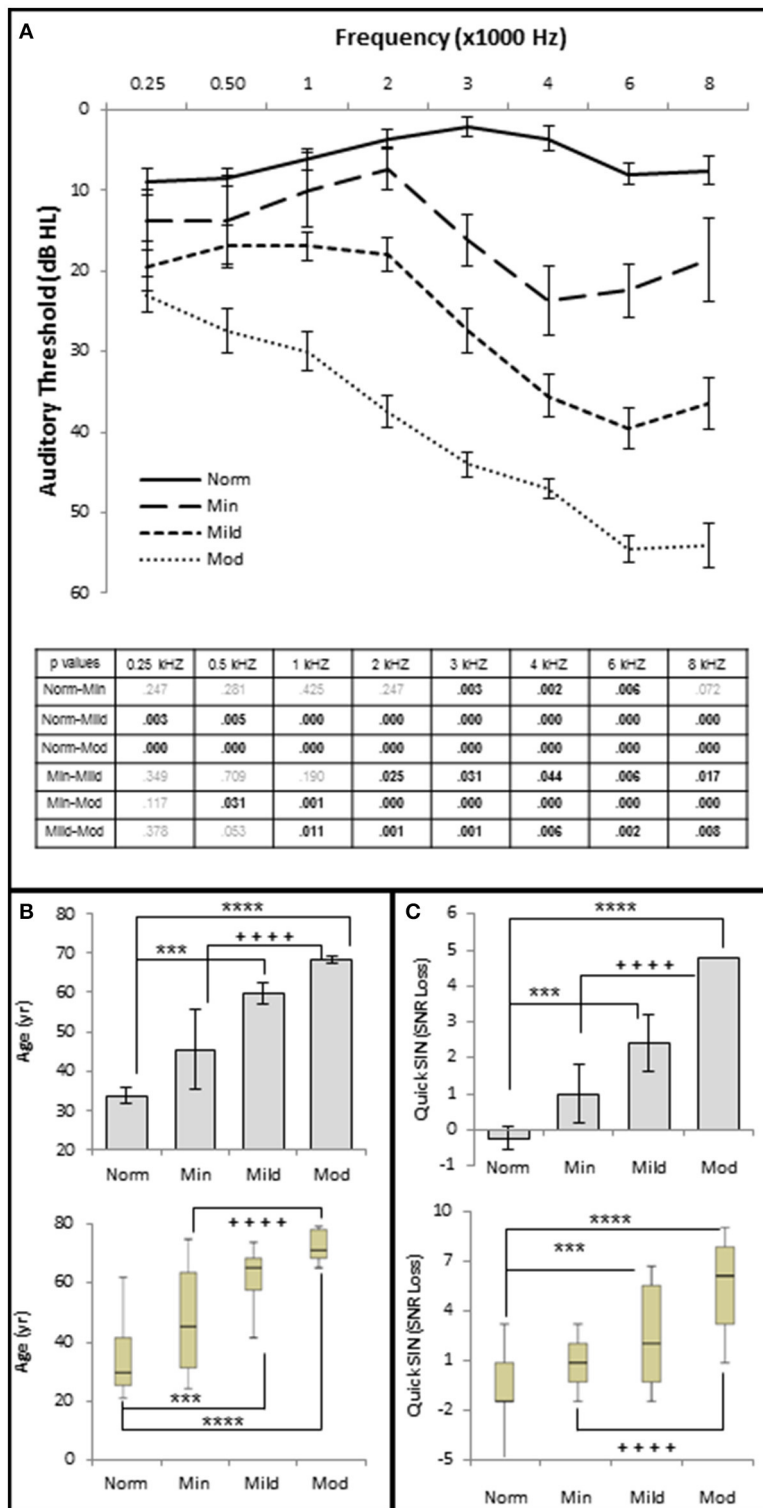 A
Frequency (x1000 Hz)
0.25 0.50 1 2 3 4 6 8
Auditory Threshold (dB HL)
0
10
20
30
40
50
60
Norm
Min
Mild
Mod
p values 0.25 kHZ 0.5 kHZ 1 kHZ 2 kHZ 3 kHZ 4 kHZ 6 kHZ 8 kHZ
Norm-Min .247 .281 .425 .247 .003 .002 .006 .072
Norm-Mild .003 .005 .000 .000 .000 .000 .000 .000
Norm-Mod .000 .000 .000 .000 .000 .000 .000 .000
Min-Mild .349 .709 .190 .025 .031 .044 .006 .017
Min-Mod .117 .031 .001 .000 .000 .000 .000 .000
Mild-Mod .378 .053 .011 .001 .001 .006 .002 .008
B
Age (yr)
80
70
60
50
40
30
20
****
***
++++
Norm Min Mild Mod
Age (yr)
80
60
40
20
0
++++
***
****
Norm Min Mild Mod
C
Quick SIN (SNR Loss)
6
5
4
3
2
1
0
-1
****
++++
***
Norm Min Mild Mod
Quick SIN (SNR Loss)
10
7
4
1
-2
-5
****
***
++++
Norm Min Mild Mod